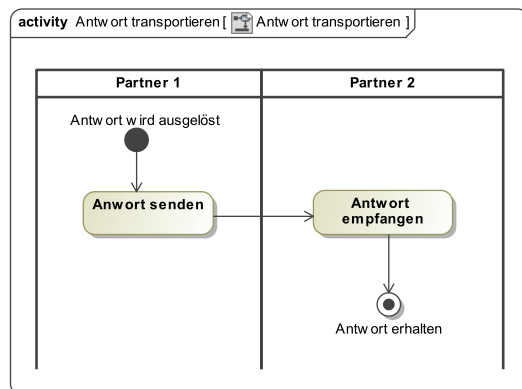 activity Antwort transportieren [ Antwort transportieren ]
Partner 1
Partner 2
Antwort wird ausgelöst
Anwort senden
Antwort
empfangen
Antwort erhalten